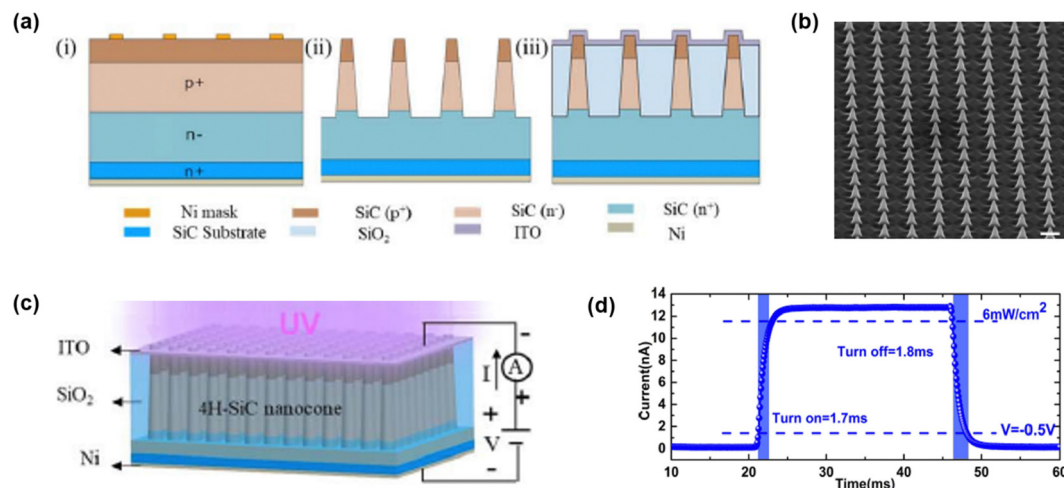 (a)
(i)
(ii)
(iii)
p+
n-
n+
Ni mask
SiC (p⁺)
SiC (n⁻)
SiC (n⁺)
SiC Substrate
SiO₂
ITO
Ni
(b)
(c)
UV
ITO
SiO₂
Ni
4H-SiC nanocone
I
A
V
-
+
+
-
(d)
Current(nA)
14
12
10
8
6
4
2
0
6mW/cm²
Turn off=1.8ms
Turn on=1.7ms
V=-0.5V
10 20 30 40 50 60
Time(ms)